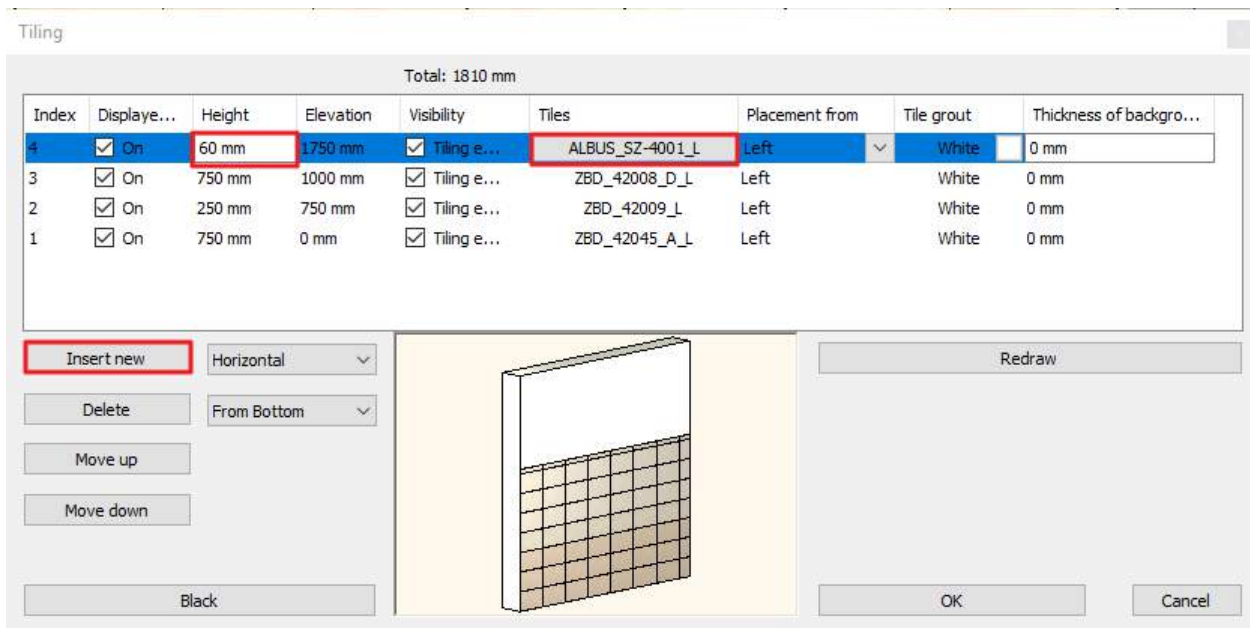 Tiling
Total: 1810 mm
Index Displaye... Height Elevation Visibility Tiles Placement from Tile grout Thickness of backgro...
4 On 60 mm 1750 mm Tiling e... ALBUS_SZ-4001_L Left White 0 mm
3 On 750 mm 1000 mm Tiling e... ZBD_42008_D_L Left White 0 mm
2 On 250 mm 750 mm Tiling e... ZBD_42009_L Left White 0 mm
1 On 750 mm 0 mm Tiling e... ZBD_42045_A_L Left White 0 mm
Insert new Horizontal Redraw
Delete From Bottom
Move up
Move down
Black OK Cancel